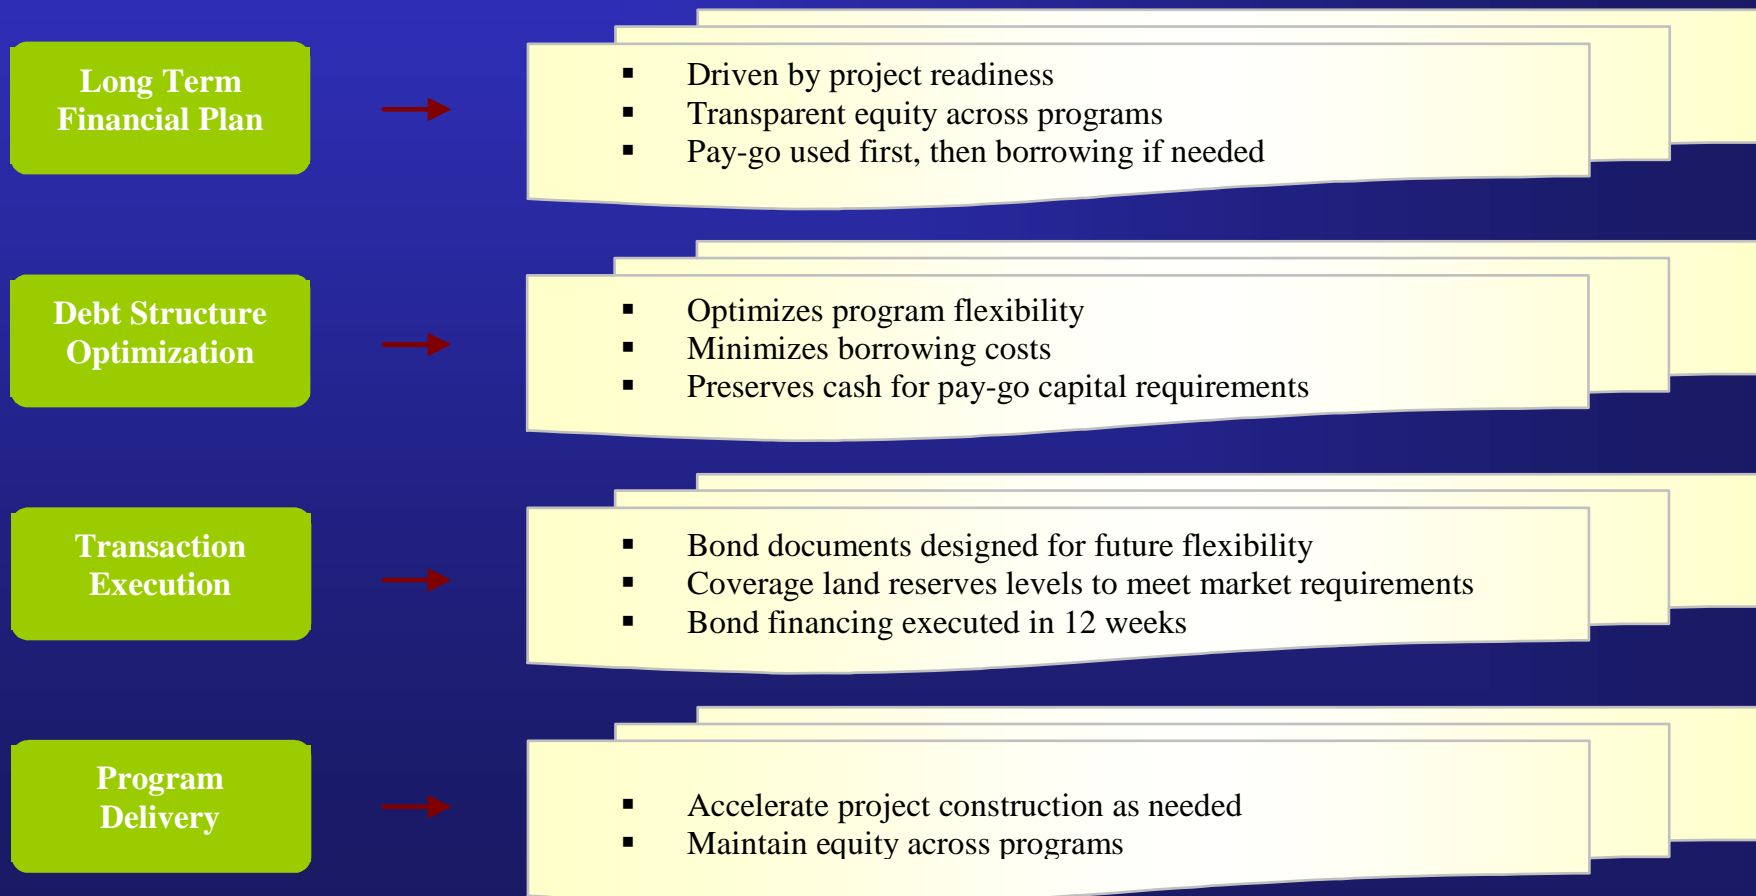 Long Term
Financial Plan
▪ Driven by project readiness
▪ Transparent equity across programs
▪ Pay-go used first, then borrowing if needed
Debt Structure
Optimization
▪ Optimizes program flexibility
▪ Minimizes borrowing costs
▪ Preserves cash for pay-go capital requirements
Transaction
Execution
▪ Bond documents designed for future flexibility
▪ Coverage land reserves levels to meet market requirements
▪ Bond financing executed in 12 weeks
Program
Delivery
▪ Accelerate project construction as needed
▪ Maintain equity across programs